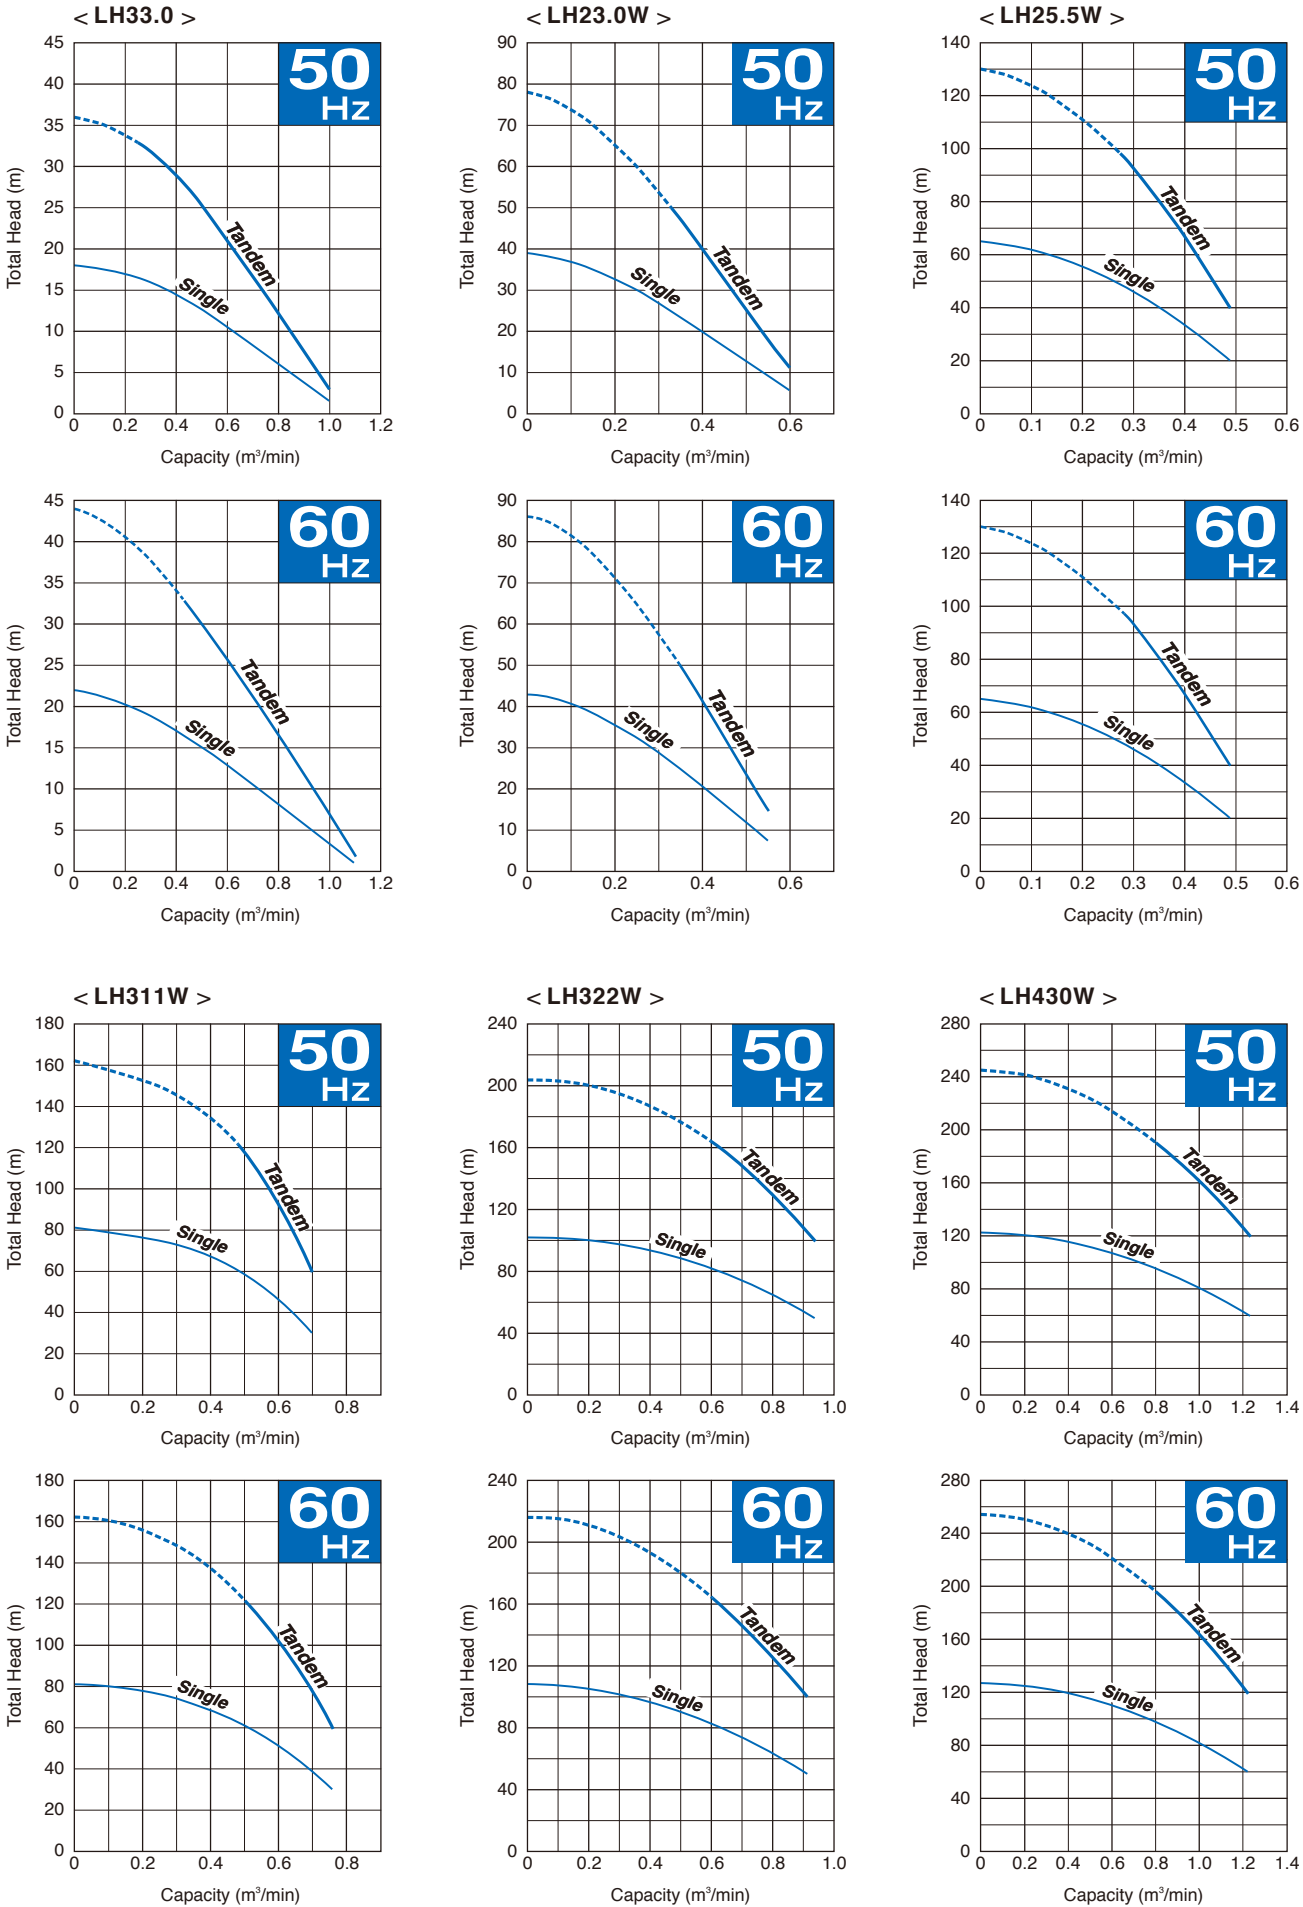 < LH33.0 >
50
Hz
Total Head (m)
45
40
35
30
25
20
15
10
5
0
Tandem
Single
0 0.2 0.4 0.6 0.8 1.0 1.2
Capacity (m³/min)
60
Hz
Total Head (m)
45
40
35
30
25
20
15
10
5
0
Tandem
Single
0 0.2 0.4 0.6 0.8 1.0 1.2
Capacity (m³/min)
< LH23.0W >
50
Hz
Total Head (m)
90
80
70
60
50
40
30
20
10
0
Tandem
Single
0 0.2 0.4 0.6
Capacity (m³/min)
60
Hz
Total Head (m)
90
80
70
60
50
40
30
20
10
0
Tandem
Single
0 0.2 0.4 0.6
Capacity (m³/min)
< LH25.5W >
50
Hz
Total Head (m)
140
120
100
80
60
40
20
0
Tandem
Single
0 0.1 0.2 0.3 0.4 0.5 0.6
Capacity (m³/min)
60
Hz
Total Head (m)
140
120
100
80
60
40
20
0
Tandem
Single
0 0.1 0.2 0.3 0.4 0.5 0.6
Capacity (m³/min)
< LH311W >
50
Hz
Total Head (m)
180
160
140
120
100
80
60
40
20
0
Tandem
Single
0 0.2 0.4 0.6 0.8
Capacity (m³/min)
60
Hz
Total Head (m)
180
160
140
120
100
80
60
40
20
0
Tandem
Single
0 0.2 0.4 0.6 0.8
Capacity (m³/min)
< LH322W >
50
Hz
Total Head (m)
240
200
160
120
80
40
0
Tandem
Single
0 0.2 0.4 0.6 0.8 1.0
Capacity (m³/min)
60
Hz
Total Head (m)
240
200
160
120
80
40
0
Tandem
Single
0 0.2 0.4 0.6 0.8 1.0
Capacity (m³/min)
< LH430W >
50
Hz
Total Head (m)
280
240
200
160
120
80
40
0
Tandem
Single
0 0.2 0.4 0.6 0.8 1.0 1.2 1.4
Capacity (m³/min)
60
Hz
Total Head (m)
280
240
200
160
120
80
40
0
Tandem
Single
0 0.2 0.4 0.6 0.8 1.0 1.2 1.4
Capacity (m³/min)